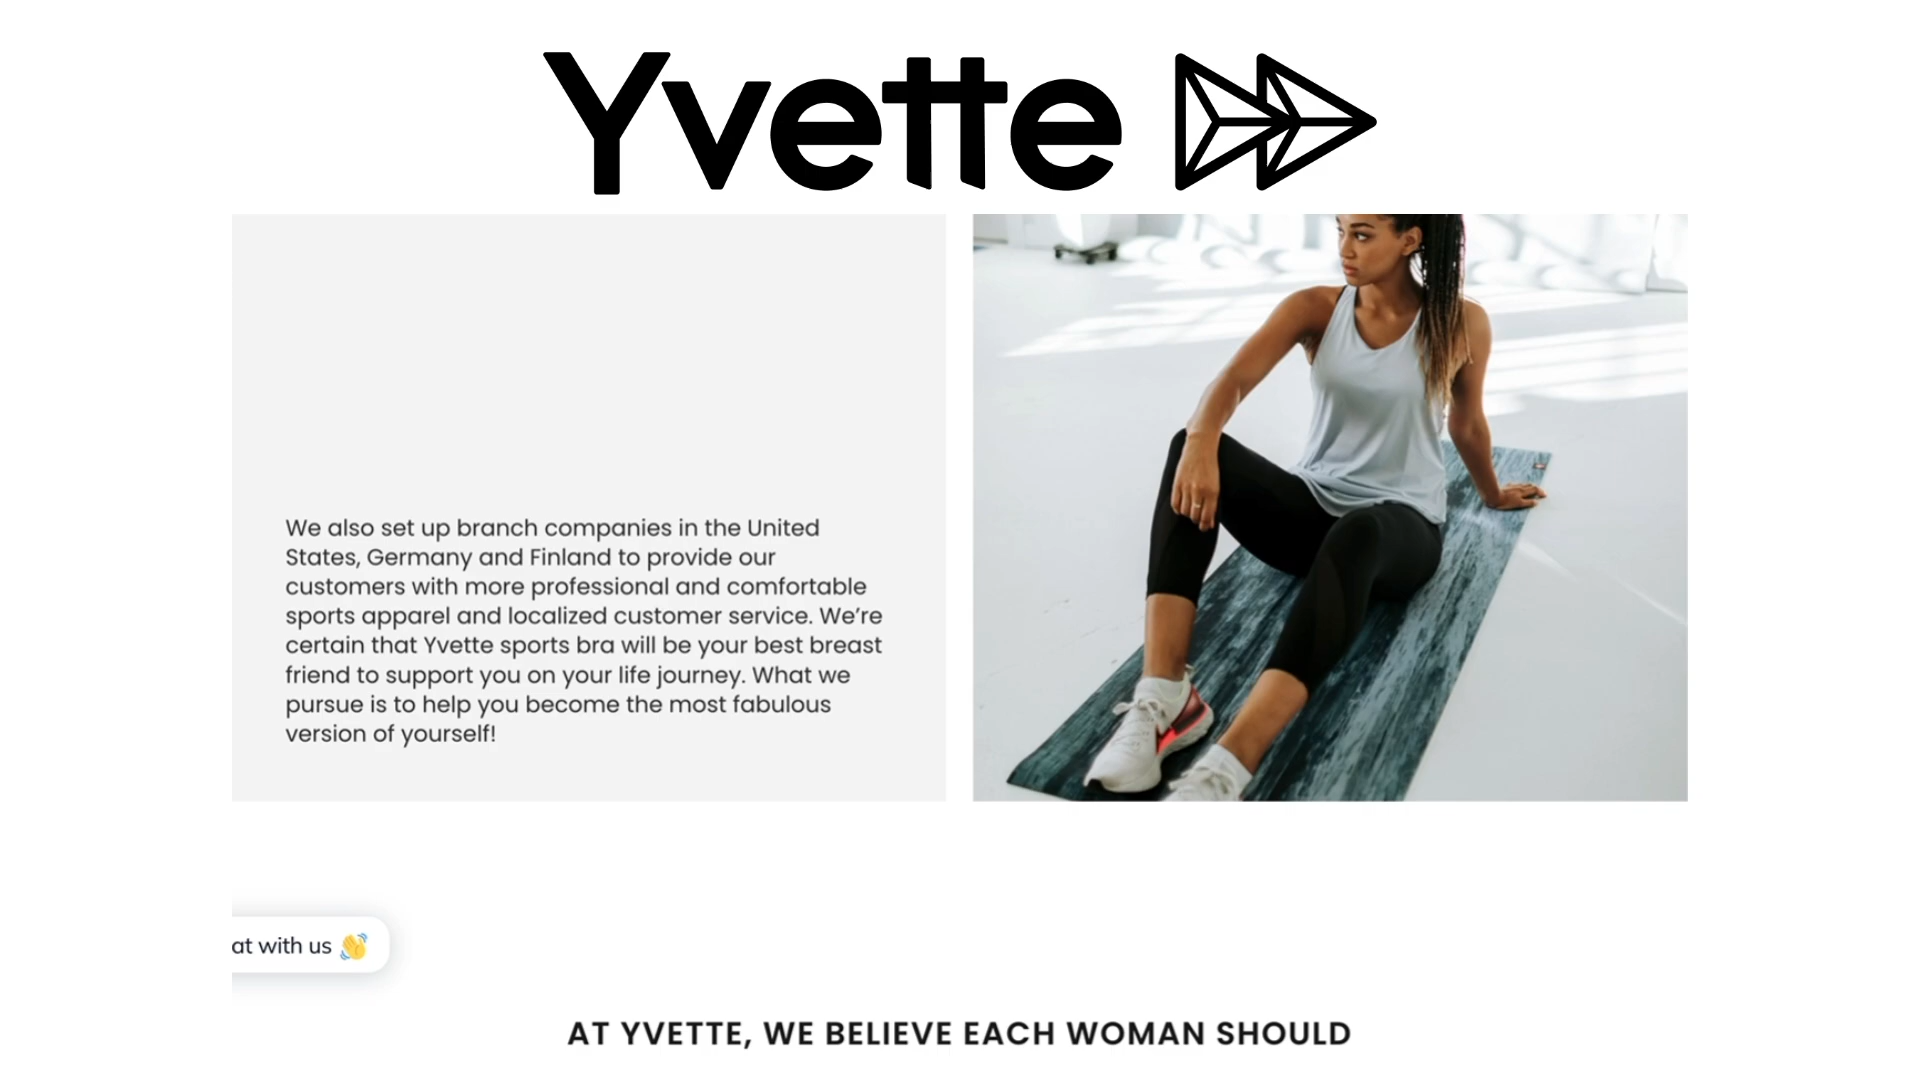 Yvette
We also set up branch companies in the United
States, Germany and Finland to provide our
customers with more professional and comfortable
sports apparel and localized customer service. We’re
certain that Yvette sports bra will be your best breast
friend to support you on your life journey. What we
pursue is to help you become the most fabulous
version of yourself!
at with us 👋
AT YVETTE, WE BELIEVE EACH WOMAN SHOULD